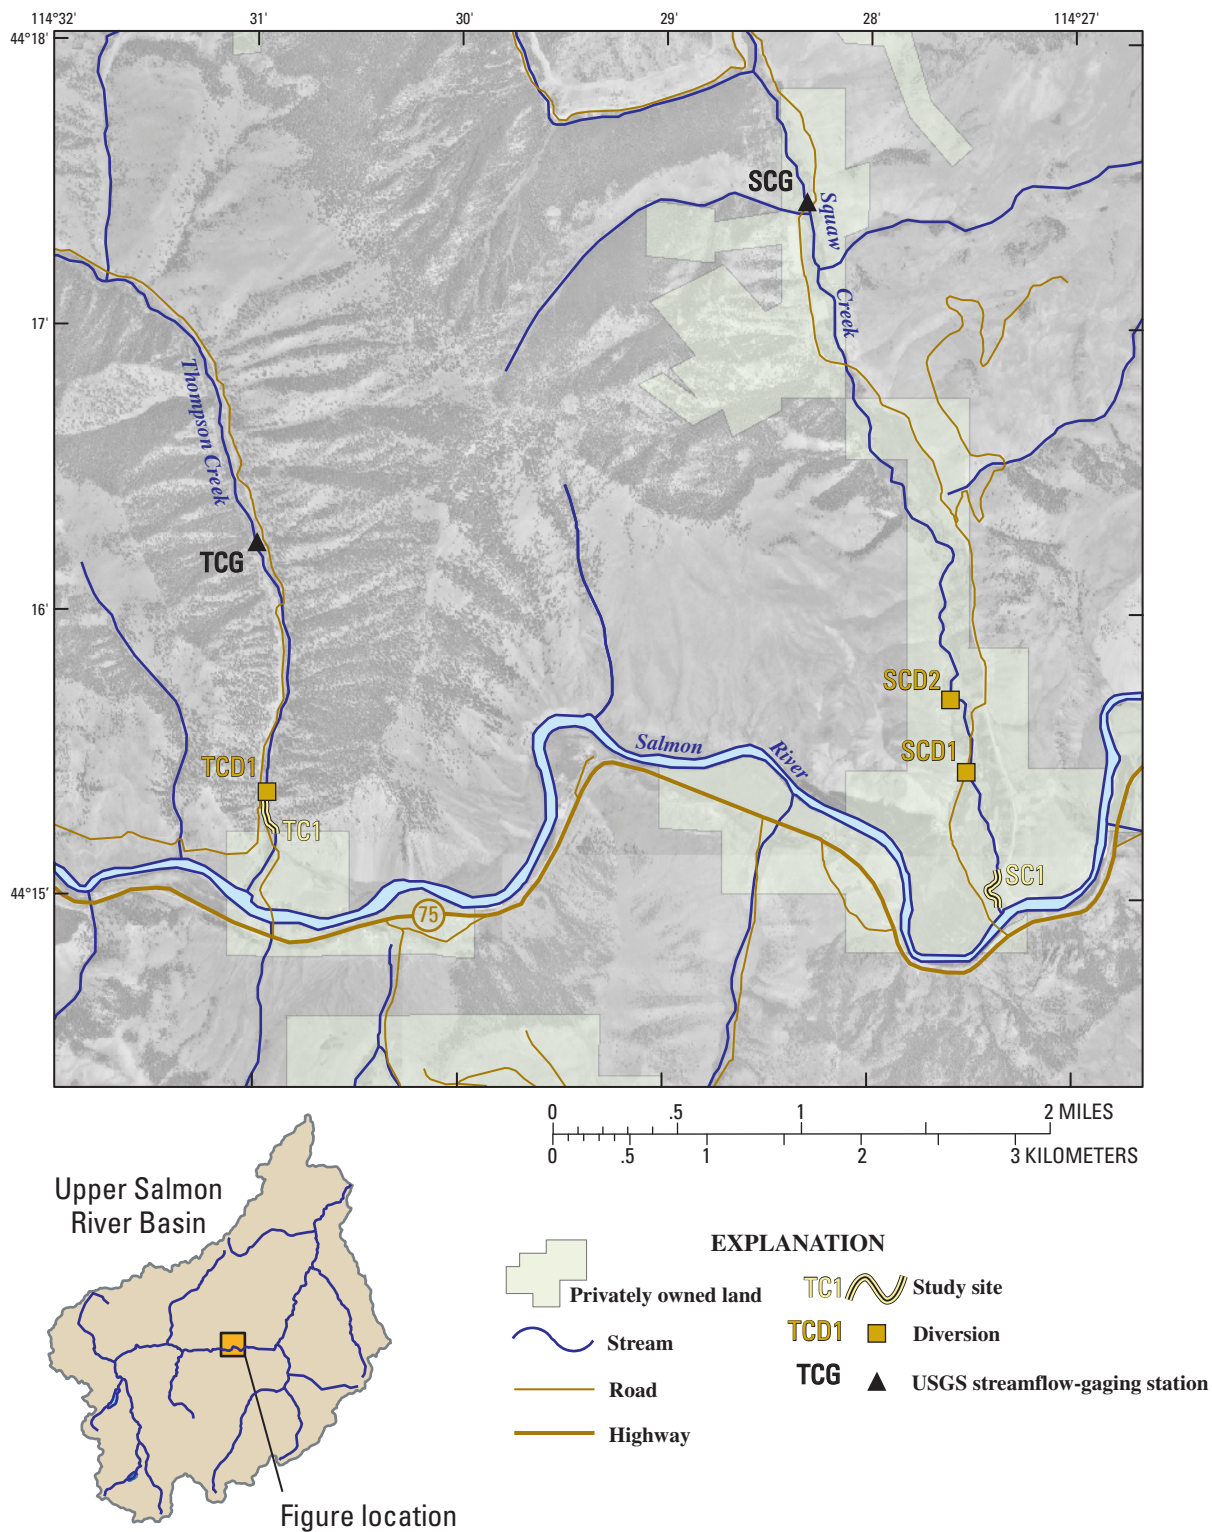 114°32'
31'
30'
29'
28'
114°27'
44°18'
SCG
Squaw
Creek
17'
Thompson Creek
TCG
16'
SCD2
SCD1
Salmon
River
TCD1
TC1
SC1
44°15'
75
0 .5 1 2 MILES
0 .5 1 2 3 KILOMETERS
Upper Salmon
River Basin
Figure location
EXPLANATION
Privately owned land
Stream
Road
Highway
TC1 Study site
TCD1 Diversion
TCG USGS streamflow-gaging station